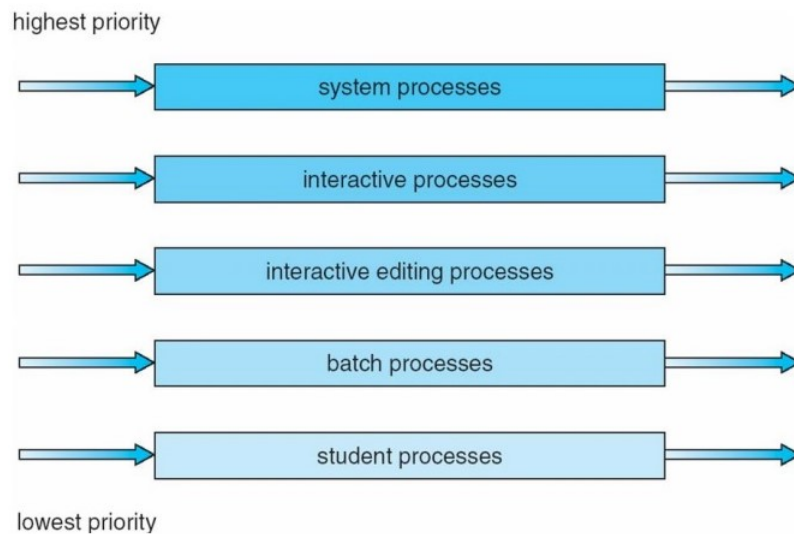 highest priority
system processes
interactive processes
interactive editing processes
batch processes
student processes
lowest priority